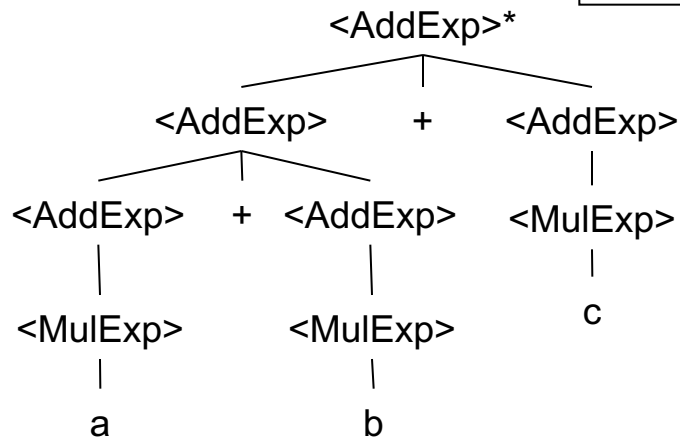 <AddExp>*
<AddExp> + <AddExp>
<AddExp> + <AddExp> <MulExp>
c
<MulExp> <MulExp>
a b